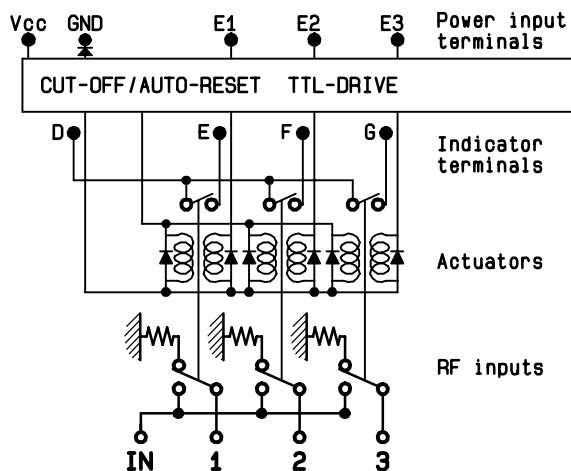 Vcc GND E1 E2 E3 Power input
terminals
CUT-OFF/AUTO-RESET TTL-DRIVE
D E F G Indicator
terminals
Actuators
RF inputs
IN 1 2 3